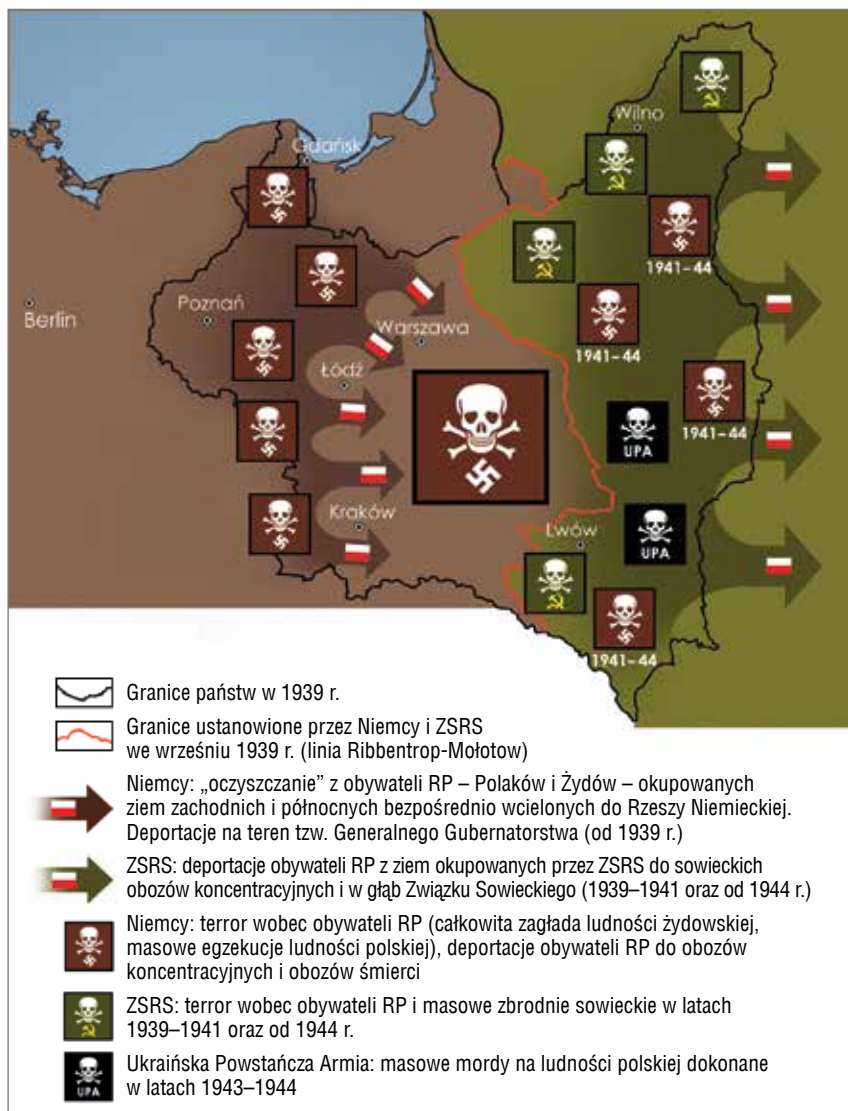 Wilno
Gdańsk
1941–44
Poznań
Berlin
Warszawa
1941–44
Łódź
1941–44
UPA
Kraków
Lwów
UPA
1941–44
Granice państw w 1939 r.
Granice ustanowione przez Niemcy i ZSRS
we wrześniu 1939 r. (linia Ribbentrop-Mołotow)
Niemcy: „oczyszczanie” z obywateli RP – Polaków i Żydów – okupowanych
ziem zachodnich i północnych bezpośrednio wcielonych do Rzeszy Niemieckiej.
Deportacje na teren tzw. Generalnego Gubernatorstwa (od 1939 r.)
ZSRS: deportacje obywateli RP z ziem okupowanych przez ZSRS do sowieckich
obozów koncentracyjnych i w głąb Związku Sowieckiego (1939–1941 oraz od 1944 r.)
Niemcy: terror wobec obywateli RP (całkowita zagłada ludności żydowskiej,
masowe egzekucje ludności polskiej), deportacje obywateli RP do obozów
koncentracyjnych i obozów śmierci
ZSRS: terror wobec obywateli RP i masowe zbrodnie sowieckie w latach
1939–1941 oraz od 1944 r.
UPA
Ukraińska Powstańcza Armia: masowe mordy na ludności polskiej dokonane
w latach 1943–1944